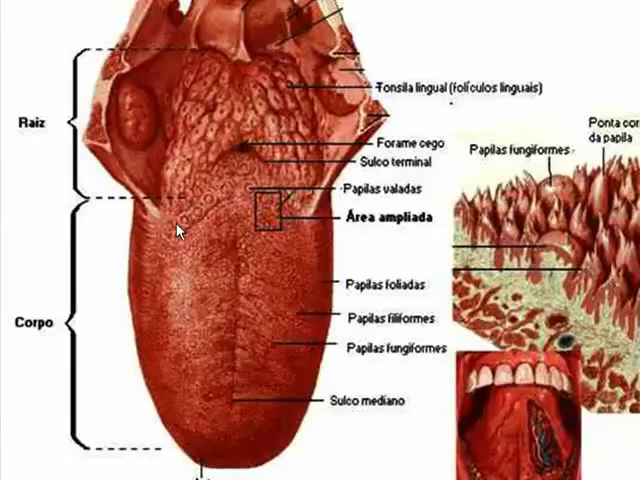 Tonsila lingual (folículos linguais)
Raiz
Forame cego
Sulco terminal
Papilas valadas
Área ampliada
Corpo
Papilas foliadas
Papilas filiformes
Papilas fungiformes
Sulco mediano
Papilas fungiformes
Ponta
da papila